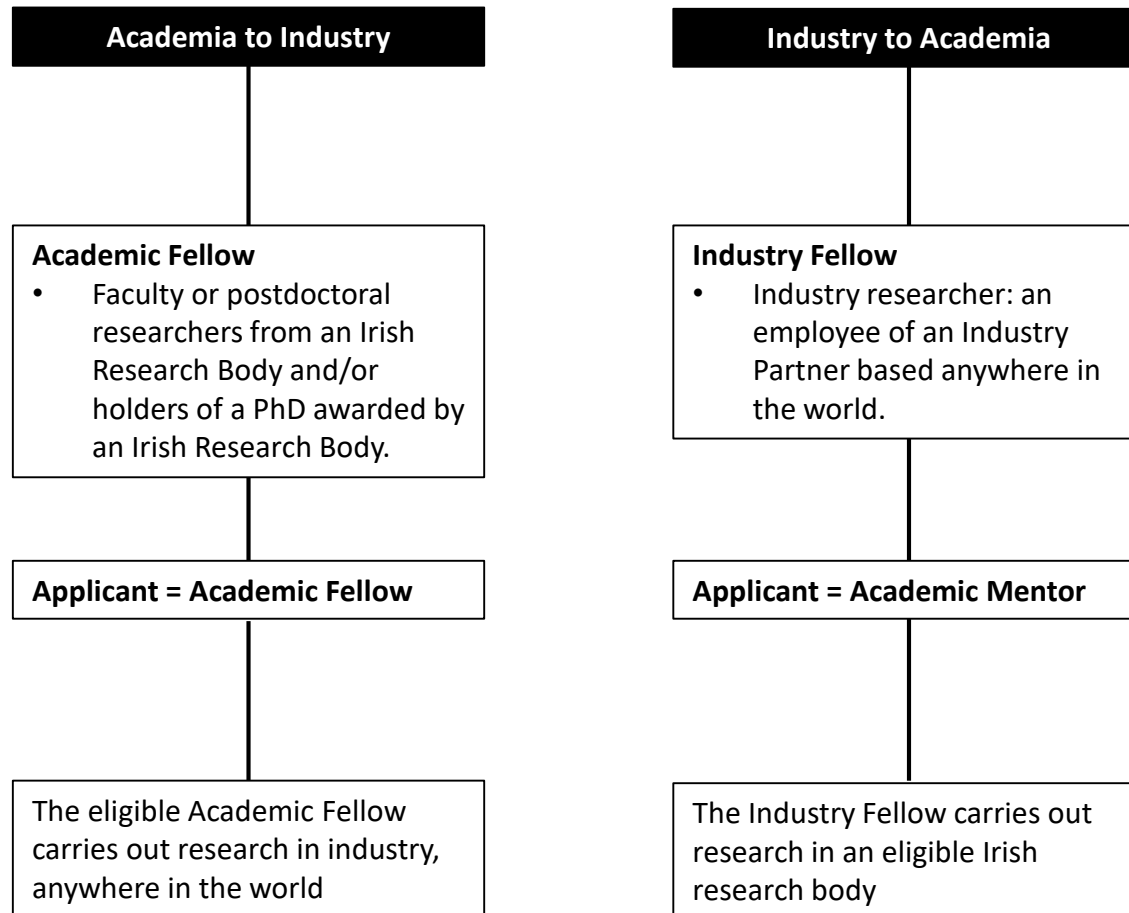 Academia to Industry
Academic Fellow
• Faculty or postdoctoral
researchers from an Irish
Research Body and/or
holders of a PhD awarded by
an Irish Research Body.
Applicant = Academic Fellow
The eligible Academic Fellow
carries out research in industry,
anywhere in the world
Industry to Academia
Industry Fellow
• Industry researcher: an
employee of an Industry
Partner based anywhere in
the world.
Applicant = Academic Mentor
The Industry Fellow carries out
research in an eligible Irish
research body